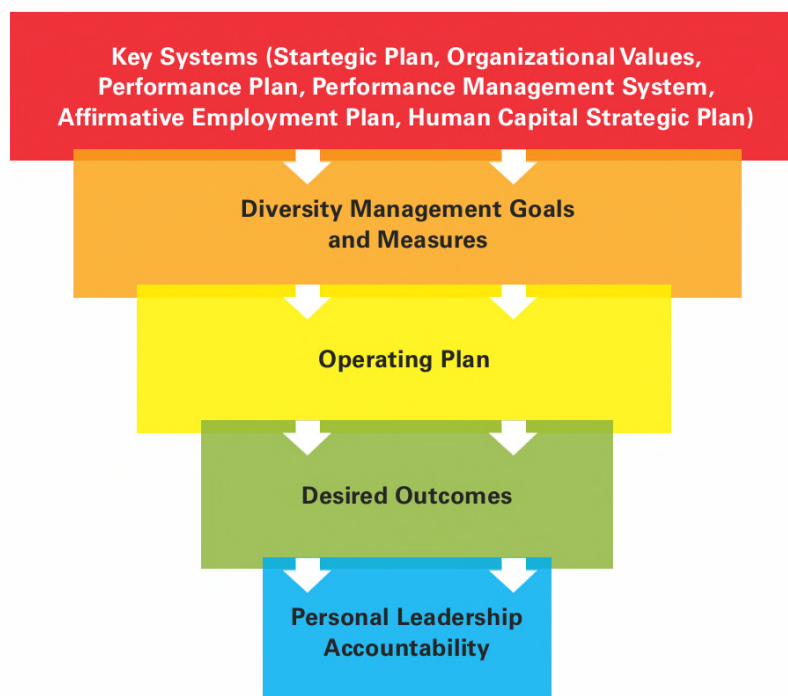 Key Systems (Startegic Plan, Organizational Values,
Performance Plan, Performance Management System,
Affirmative Employment Plan, Human Capital Strategic Plan)
Diversity Management Goals
and Measures
Operating Plan
Desired Outcomes
Personal Leadership
Accountability